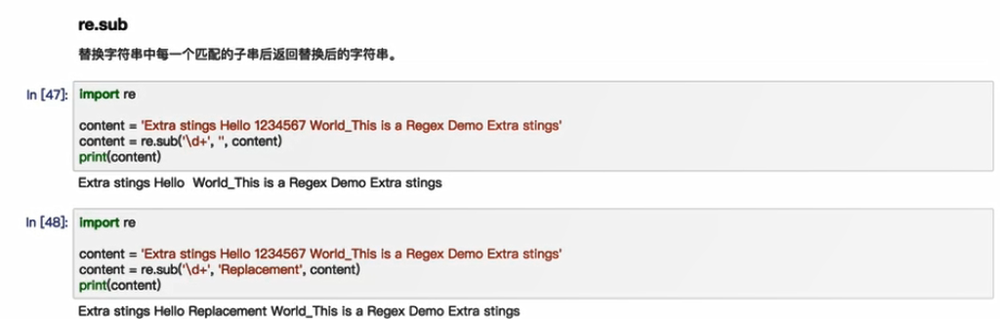 re.sub
替换字符串中每一个匹配的子串后返回替换后的字符串。
In [47]: import re
content = 'Extra stings Hello 1234567 World_This is a Regex Demo Extra stings'
content = re.sub('\d+', '', content)
print(content)
Extra stings Hello  World_This is a Regex Demo Extra stings
In [48]: import re
content = 'Extra stings Hello 1234567 World_This is a Regex Demo Extra stings'
content = re.sub('\d+', 'Replacement', content)
print(content)
Extra stings Hello Replacement World_This is a Regex Demo Extra stings